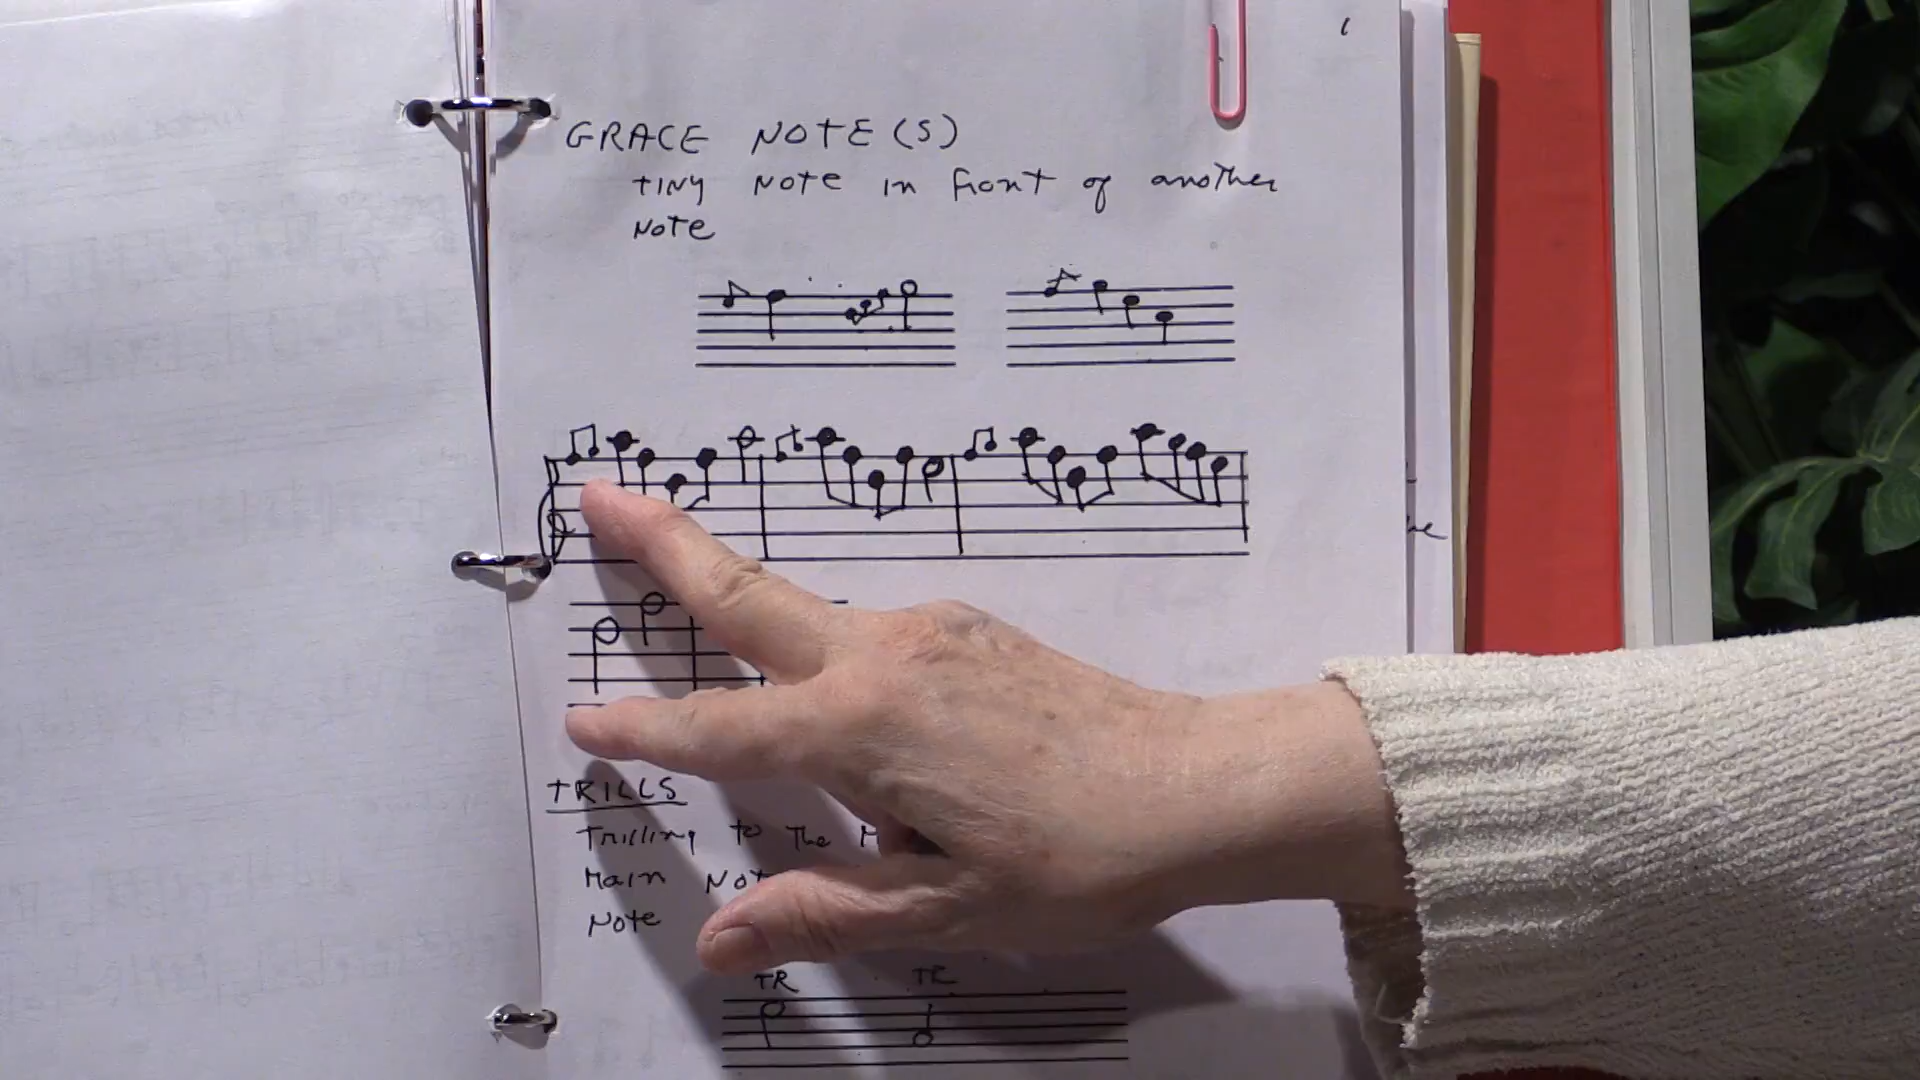 GRACE NOTE(S)
TINY NOTE IN front of another
NOTE
TRILLS
Trilling to The
Main
Note
TR TR